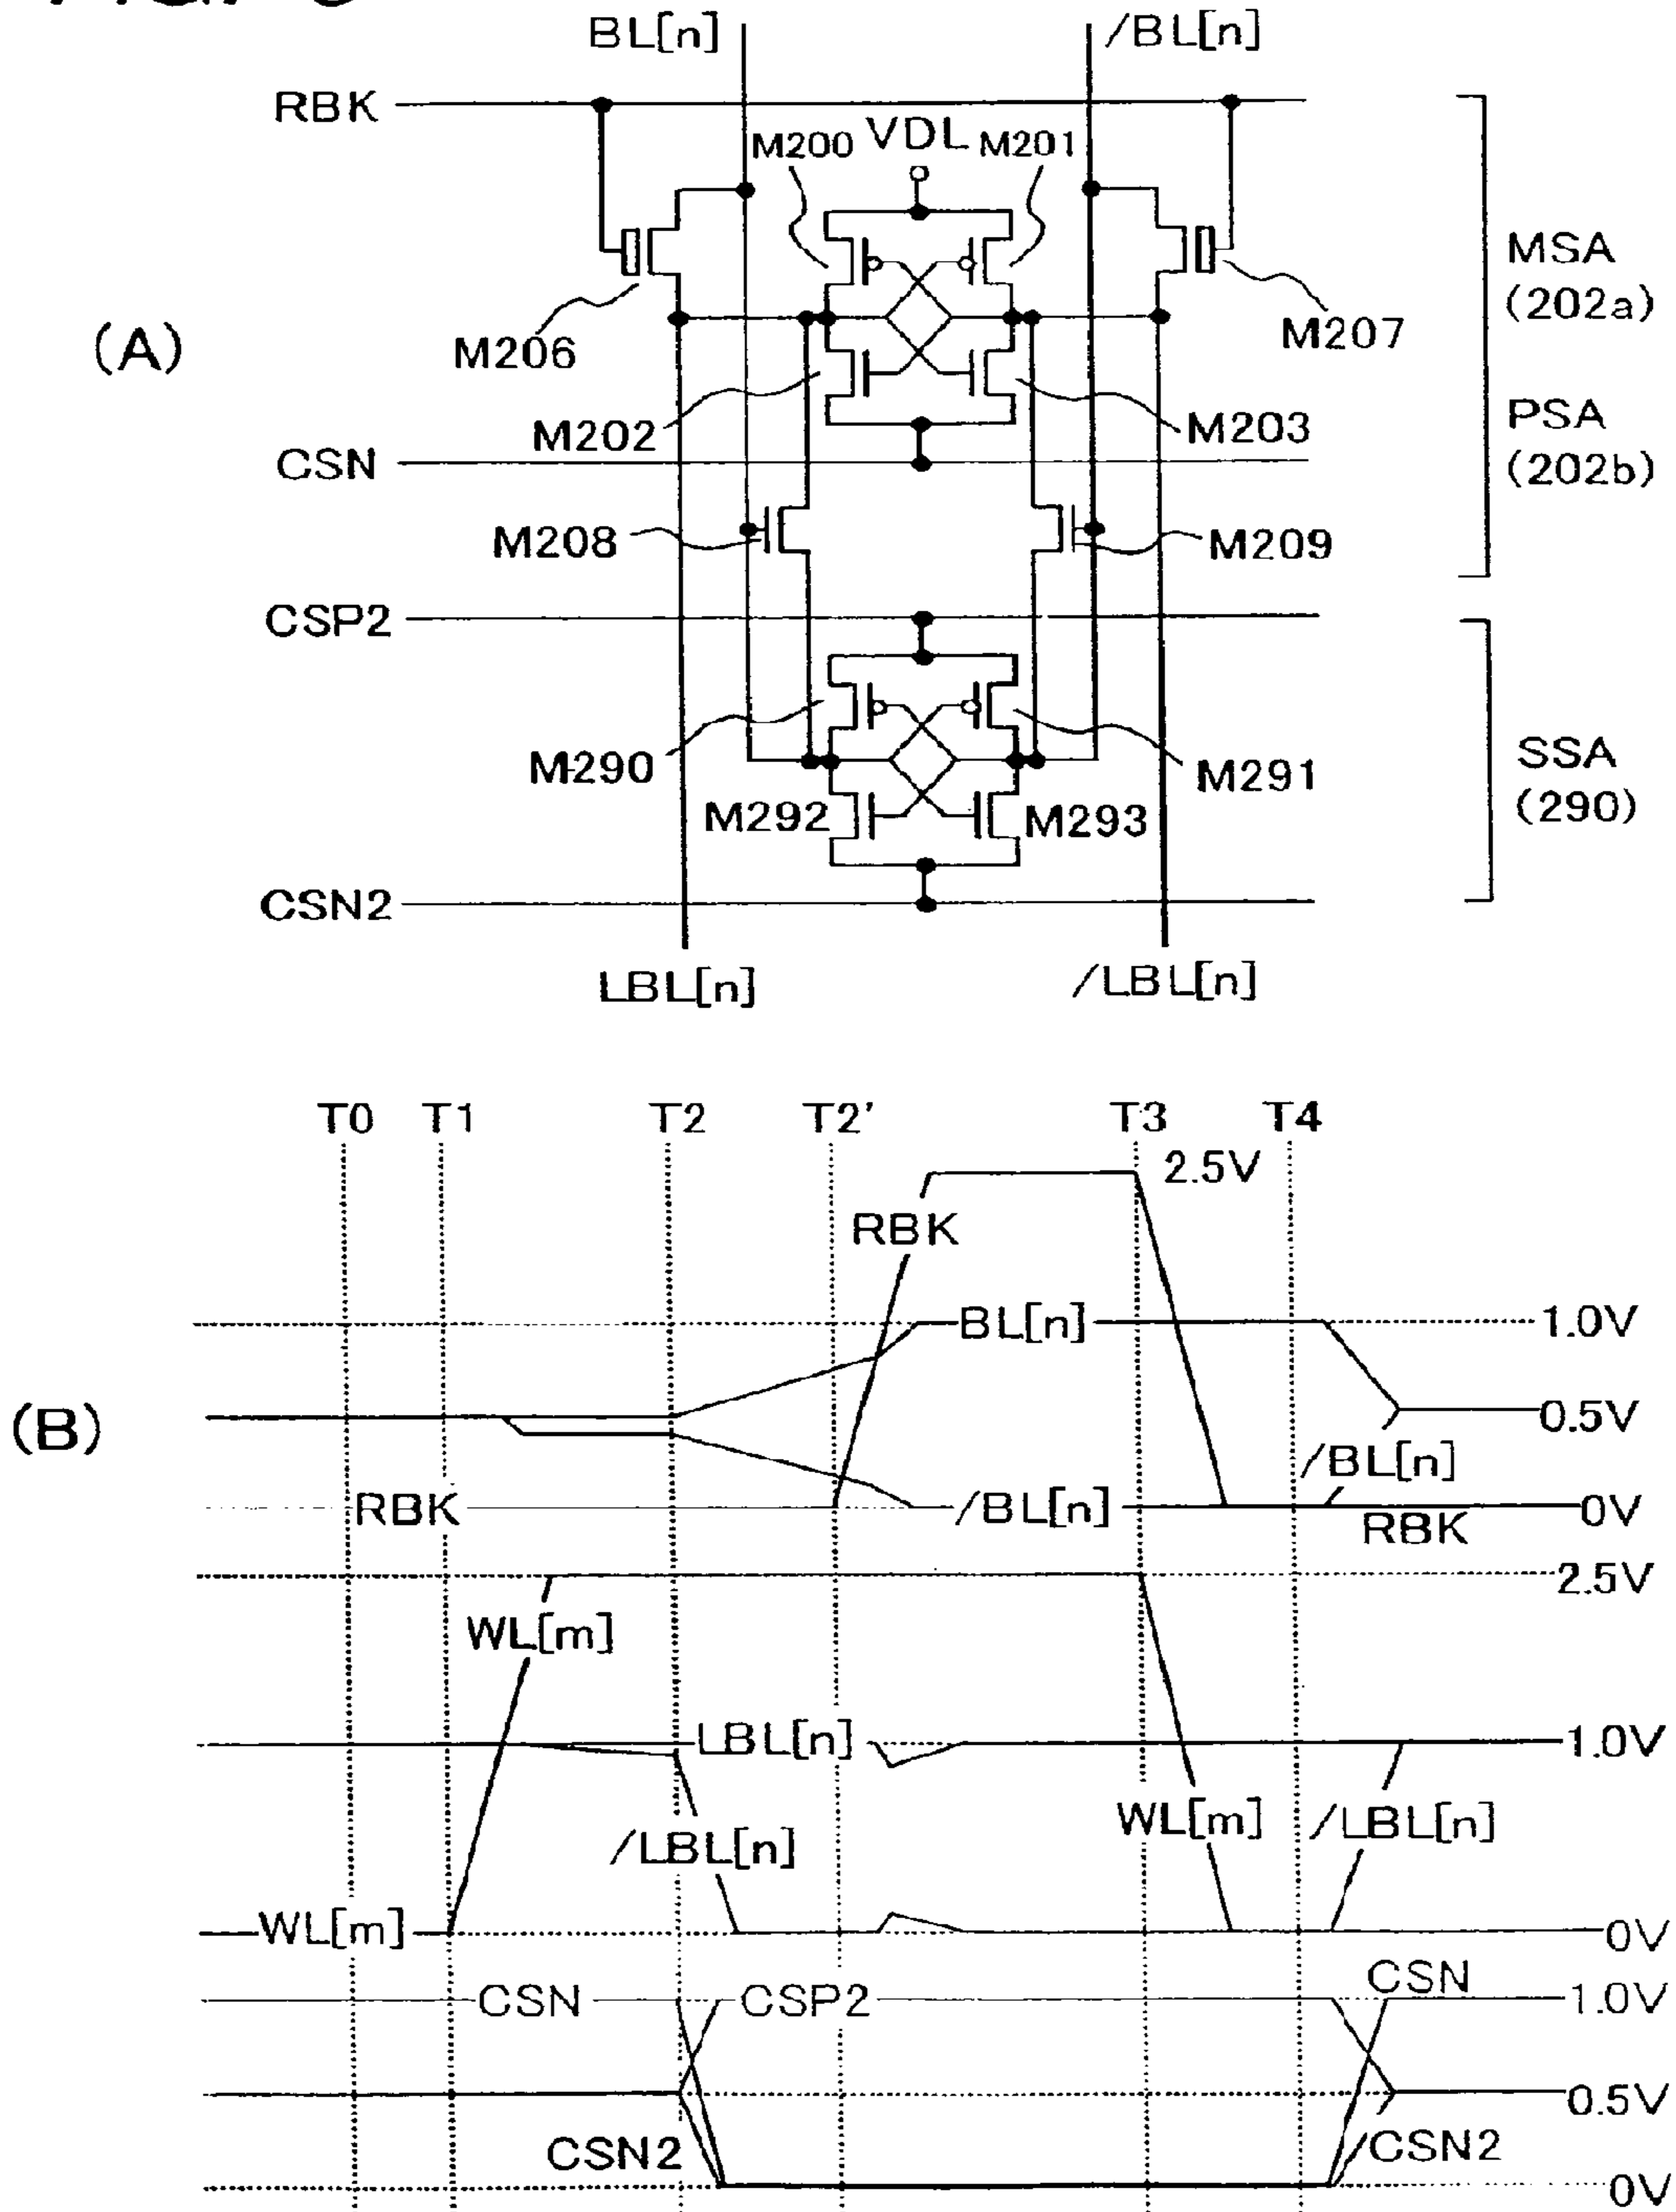 BL[n] /BL[n]
RBK
M200 VDL M201
MSA
(202a)
M206 M207
(A)
M202 M203
PSA
(202b)
CSN
M208 M209
CSP2
M290 M291
SSA
(290)
M292 M293
CSN2
LBL[n] /LBL[n]
T0 T1 T2 T2' T3 T4
2.5V
RBK
BL[n] 1.0V
(B)
0.5V
/BL[n]
RBK /BL[n] 0V
RBK
2.5V
WL[m]
LBL[n] 1.0V
WL[m] /LBL[n]
/LBL[n]
WL[m] 0V
CSN
CSN CSP2 1.0V
0.5V
CSN2 CSN2
0V